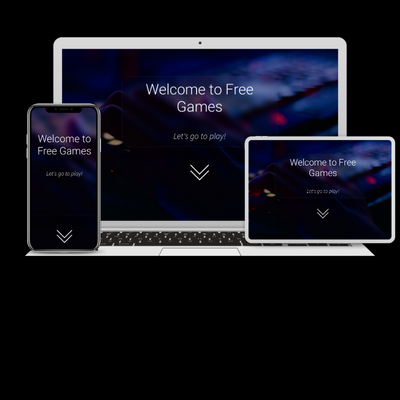 Welcome to Free
Games
Let's go to play!
Welcome to
Free Games
Let's go to play!
Welcome to Free
Games
Let's go to play!